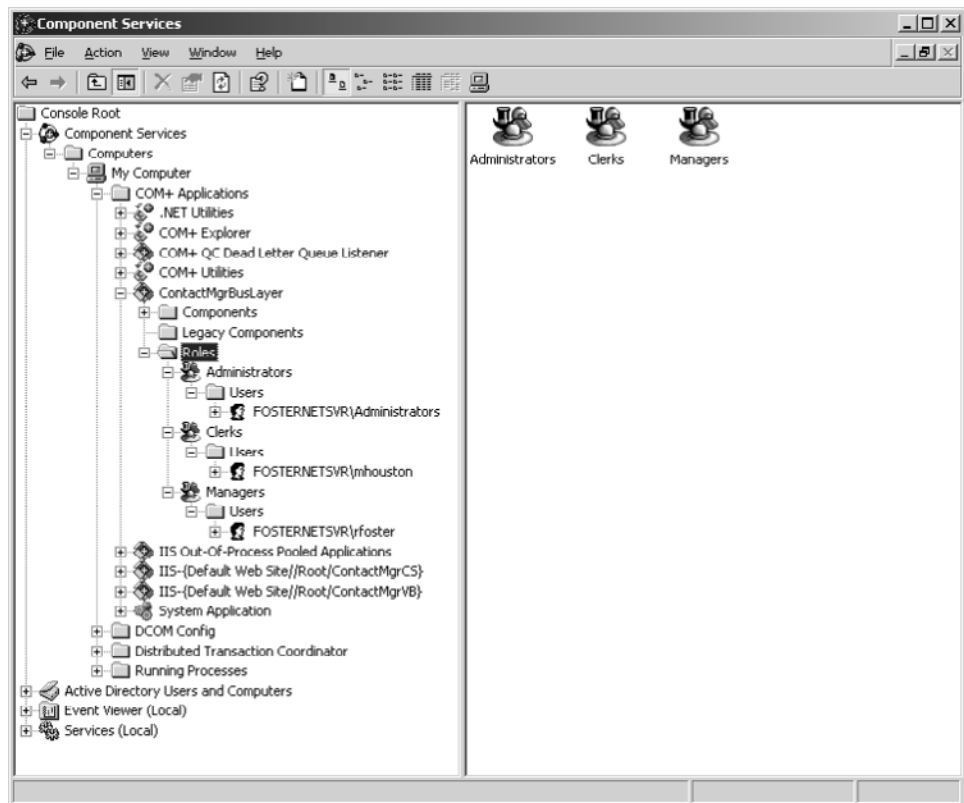 Component Services
File Action View Window Help
Console Root
Component Services
Computers
My Computer
COM+ Applications
.NET Utilities
COM+ Explorer
COM+ QC Dead Letter Queue Listener
COM+ Utilities
ContactMgrBusLayer
Components
Legacy Components
Roles
Administrators
Users
FOSTERNETSVR\Administrators
Clerks
Users
FOSTERNETSVR\mhouston
Managers
Users
FOSTERNETSVR\rfoster
IIS Out-Of-Process Pooled Applications
IIS-{Default Web Site//Root/ContactMgrCS}
IIS-{Default Web Site//Root/ContactMgrVB}
System Application
DCOM Config
Distributed Transaction Coordinator
Running Processes
Active Directory Users and Computers
Event Viewer (Local)
Services (Local)
Administrators Clerks Managers